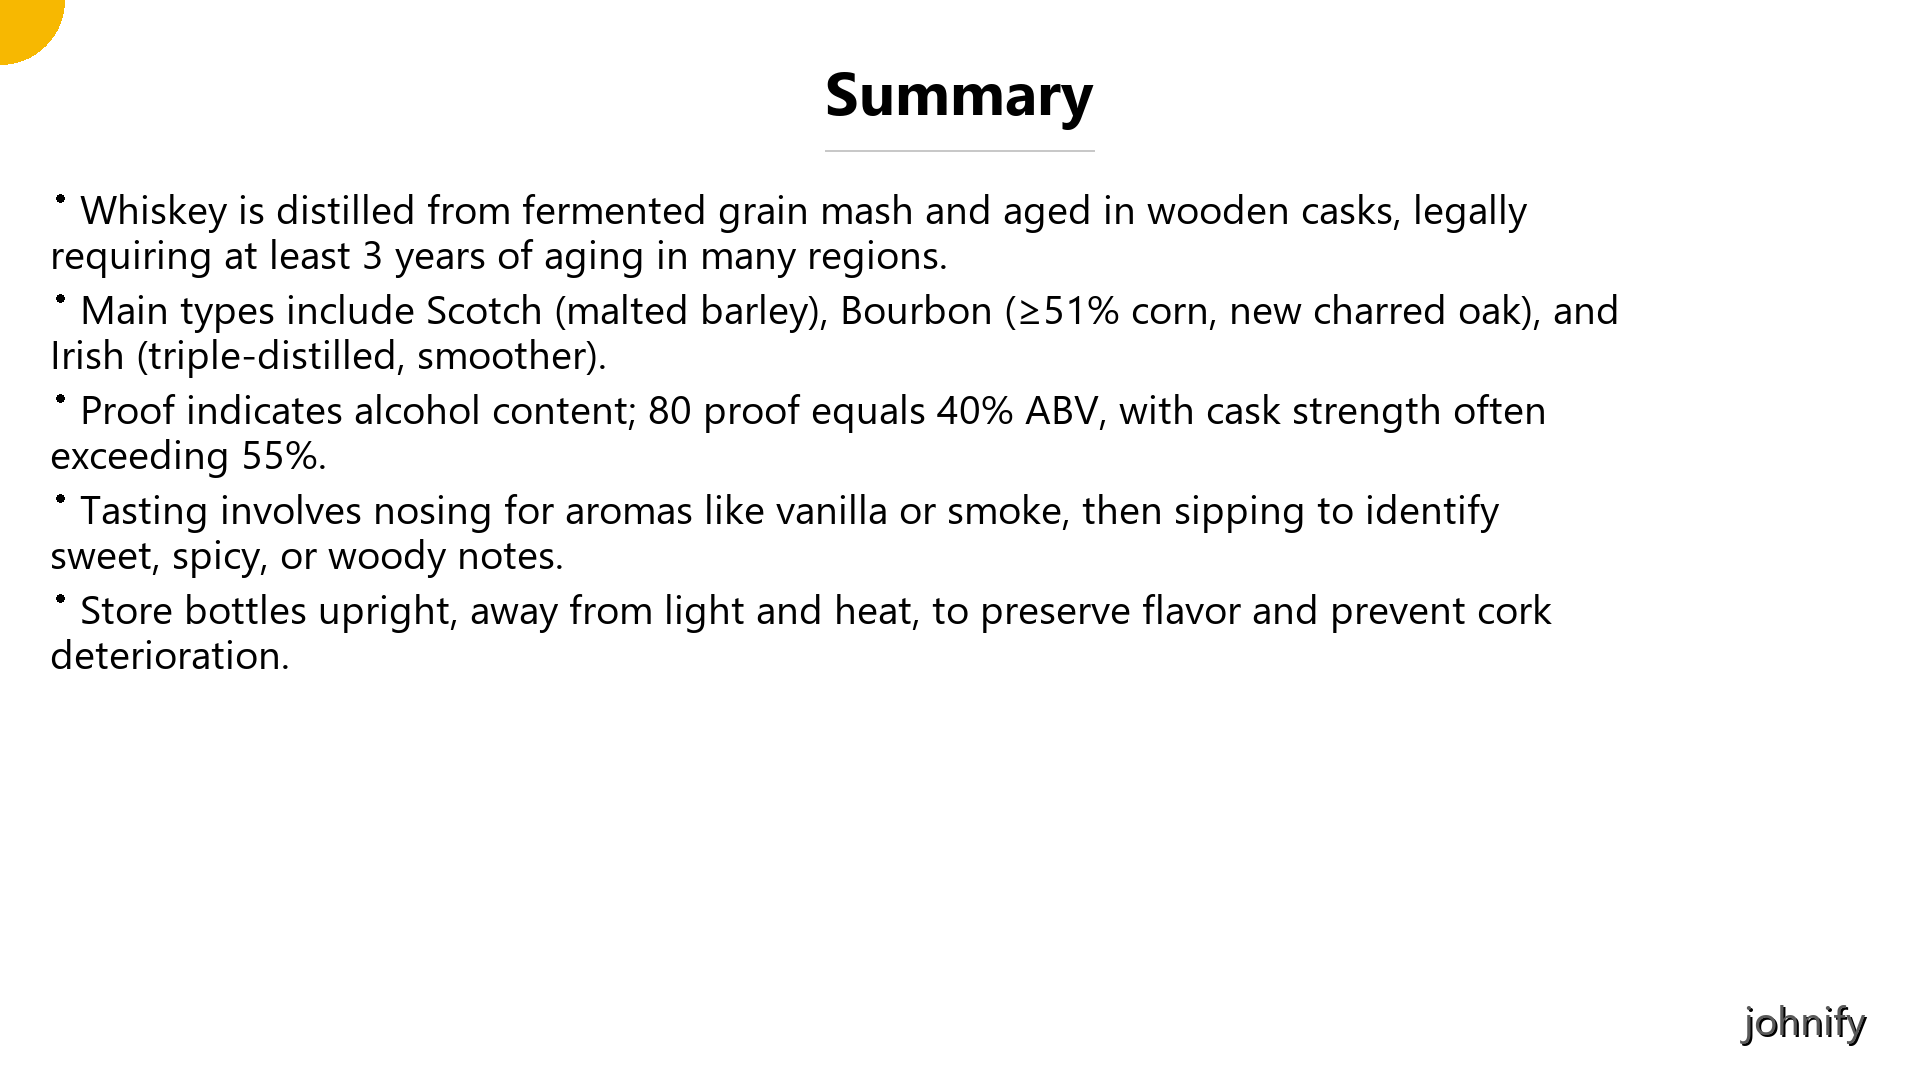 Summary
• Whiskey is distilled from fermented grain mash and aged in wooden casks, legally
requiring at least 3 years of aging in many regions.
• Main types include Scotch (malted barley), Bourbon (≥51% corn, new charred oak), and
Irish (triple-distilled, smoother).
• Proof indicates alcohol content; 80 proof equals 40% ABV, with cask strength often
exceeding 55%.
• Tasting involves nosing for aromas like vanilla or smoke, then sipping to identify
sweet, spicy, or woody notes.
• Store bottles upright, away from light and heat, to preserve flavor and prevent cork
deterioration.
johnify